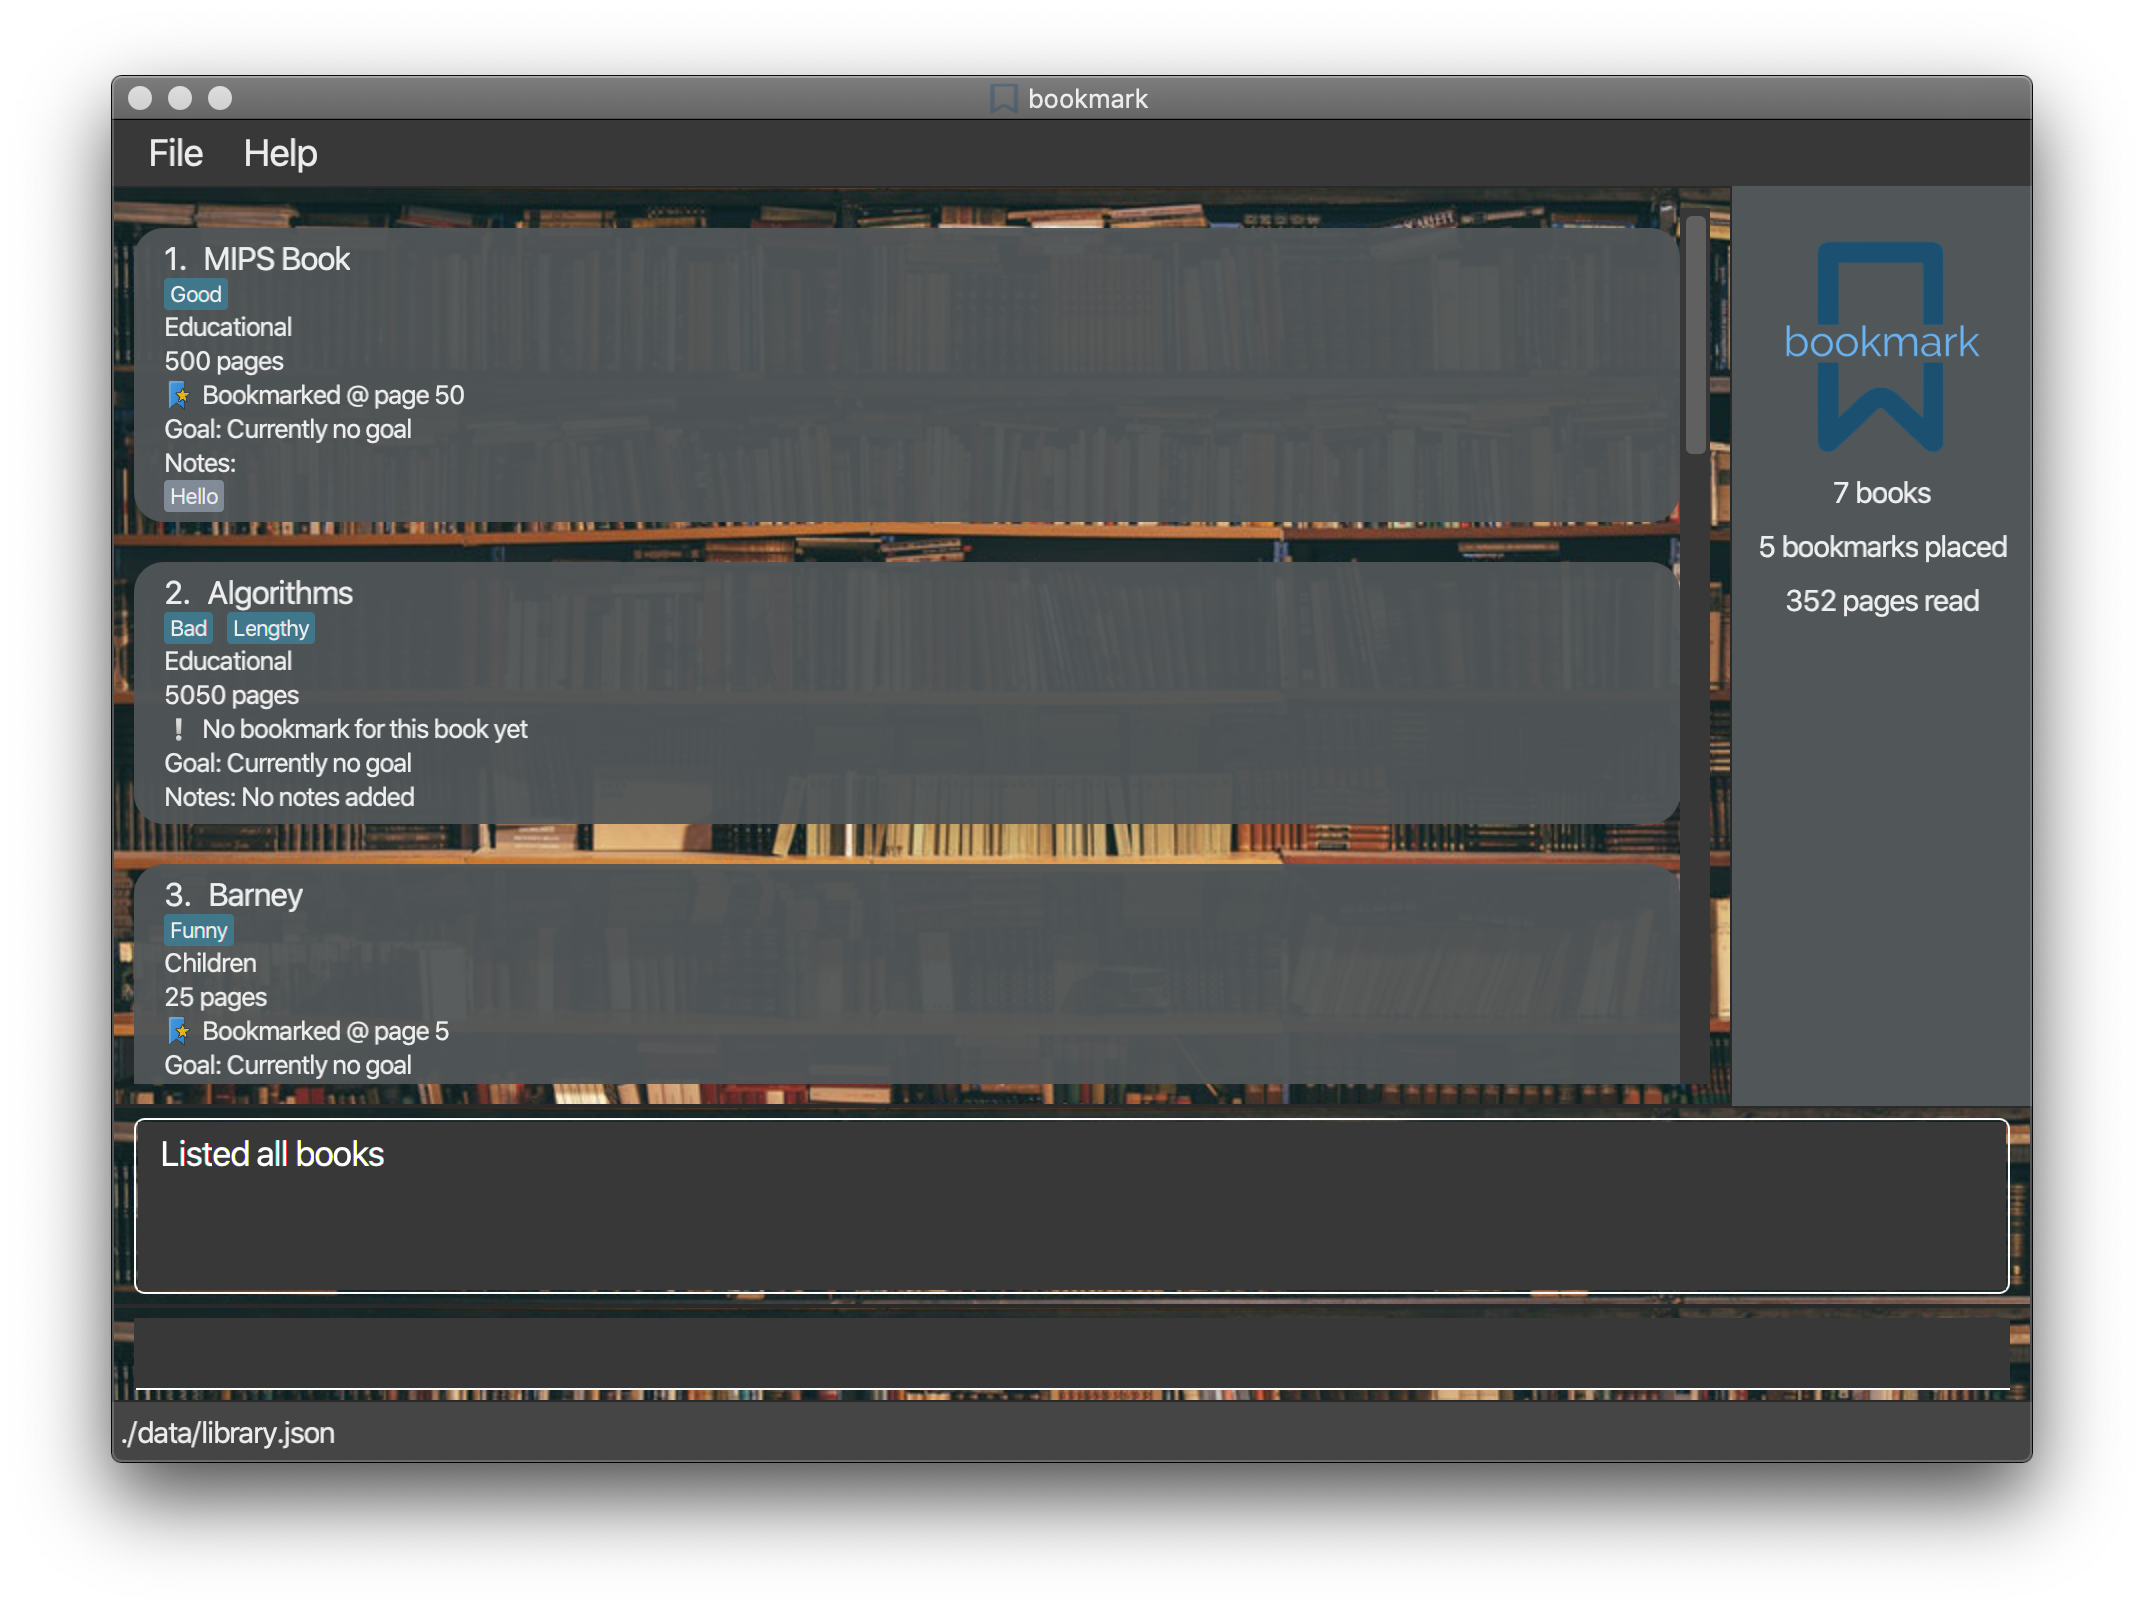 bookmark
File Help
1. MIPS Book
Good
Educational
500 pages
Bookmarked @ page 50
Goal: Currently no goal
Notes:
Hello
2. Algorithms
Bad Lengthy
Educational
5050 pages
No bookmark for this book yet
Goal: Currently no goal
Notes: No notes added
3. Barney
Funny
Children
25 pages
Bookmarked @ page 5
Goal: Currently no goal
bookmark
7 books
5 bookmarks placed
352 pages read
Listed all books
./data/library.json